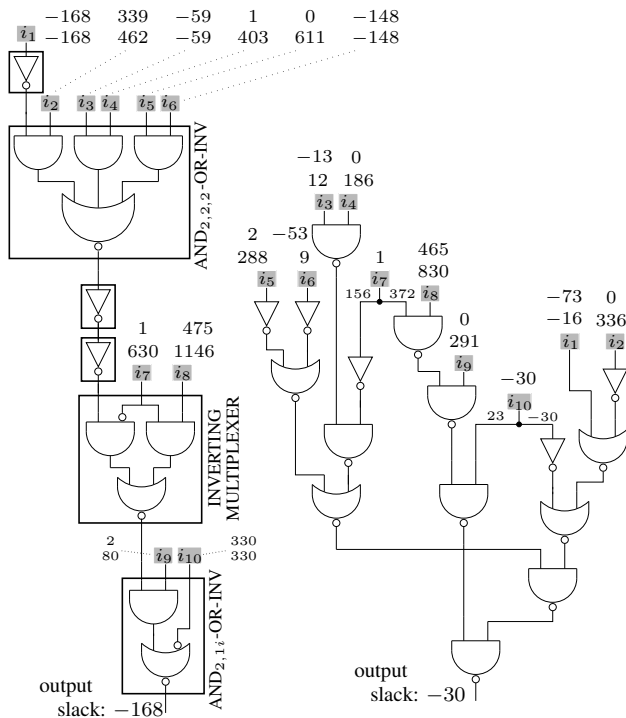 −168 339 −59 1 0 −148
i1 −168 462 −59 403 611 −148
i2 i3 i4 i5 i6
AND2,2,2-OR-INV
1 475
630 1146
i7 i8
INVERTING
MULTIPLEXER
2 330
80 i9 i10 330
AND2,1i-OR-INV
output
slack: −168
−13 0
12 186
i3 i4
2 −53
288 9
i5 i6
1
i7
156 372
465
830
i8
0
291
i9
−30
i10
23 −30
−73 0
−16 336
i1 i2
output
slack: −30